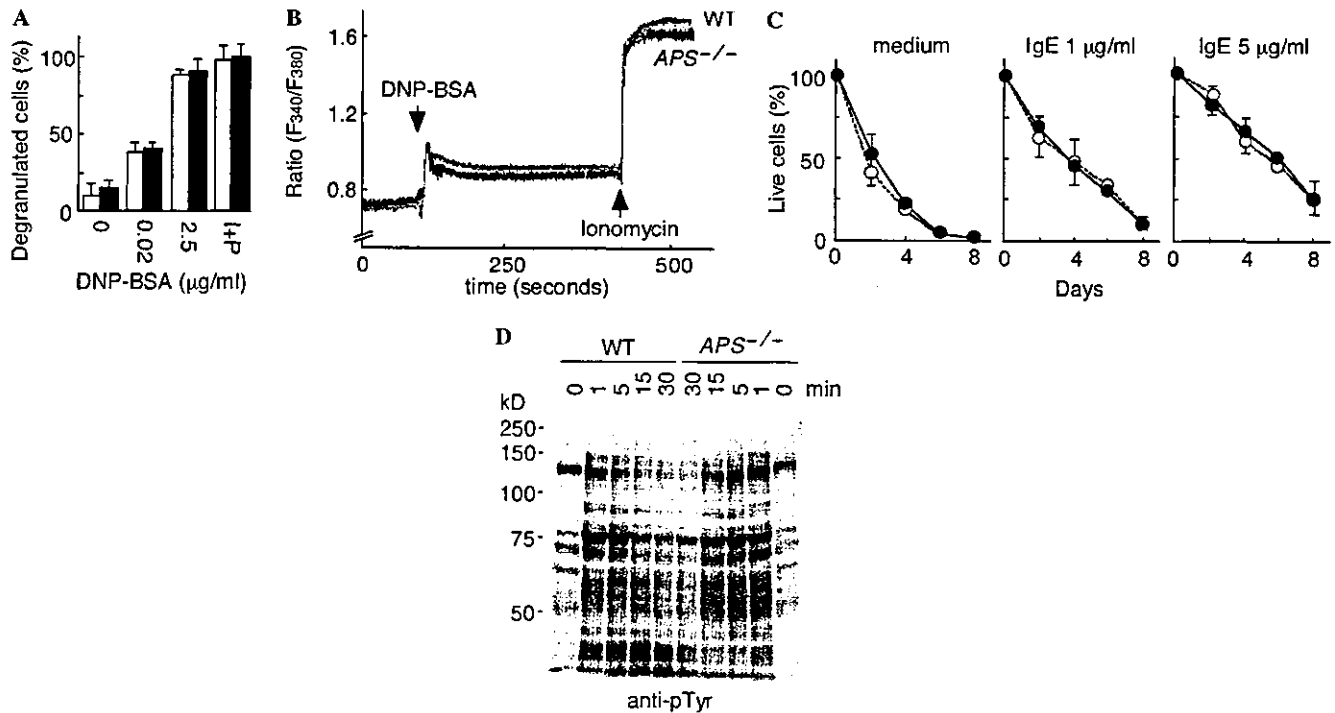 A
Degranulated cells (%)
100
50
0
0
0.02
2.5
I+P
DNP-BSA (µg/ml)
B
Ratio (F340/F380)
1.6
1.2
0.8
DNP-BSA
WT
APS−/−
Ionomycin
0
250
500
time (seconds)
C
Live cells (%)
100
50
0
medium
IgE 1 µg/ml
IgE 5 µg/ml
0 4 8
0 4 8
0 4 8
Days
D
WT
APS−/−
0 1 5 15 30 30 15 5 1 0 min
kD
250-
150-
100-
75-
50-
anti-pTyr